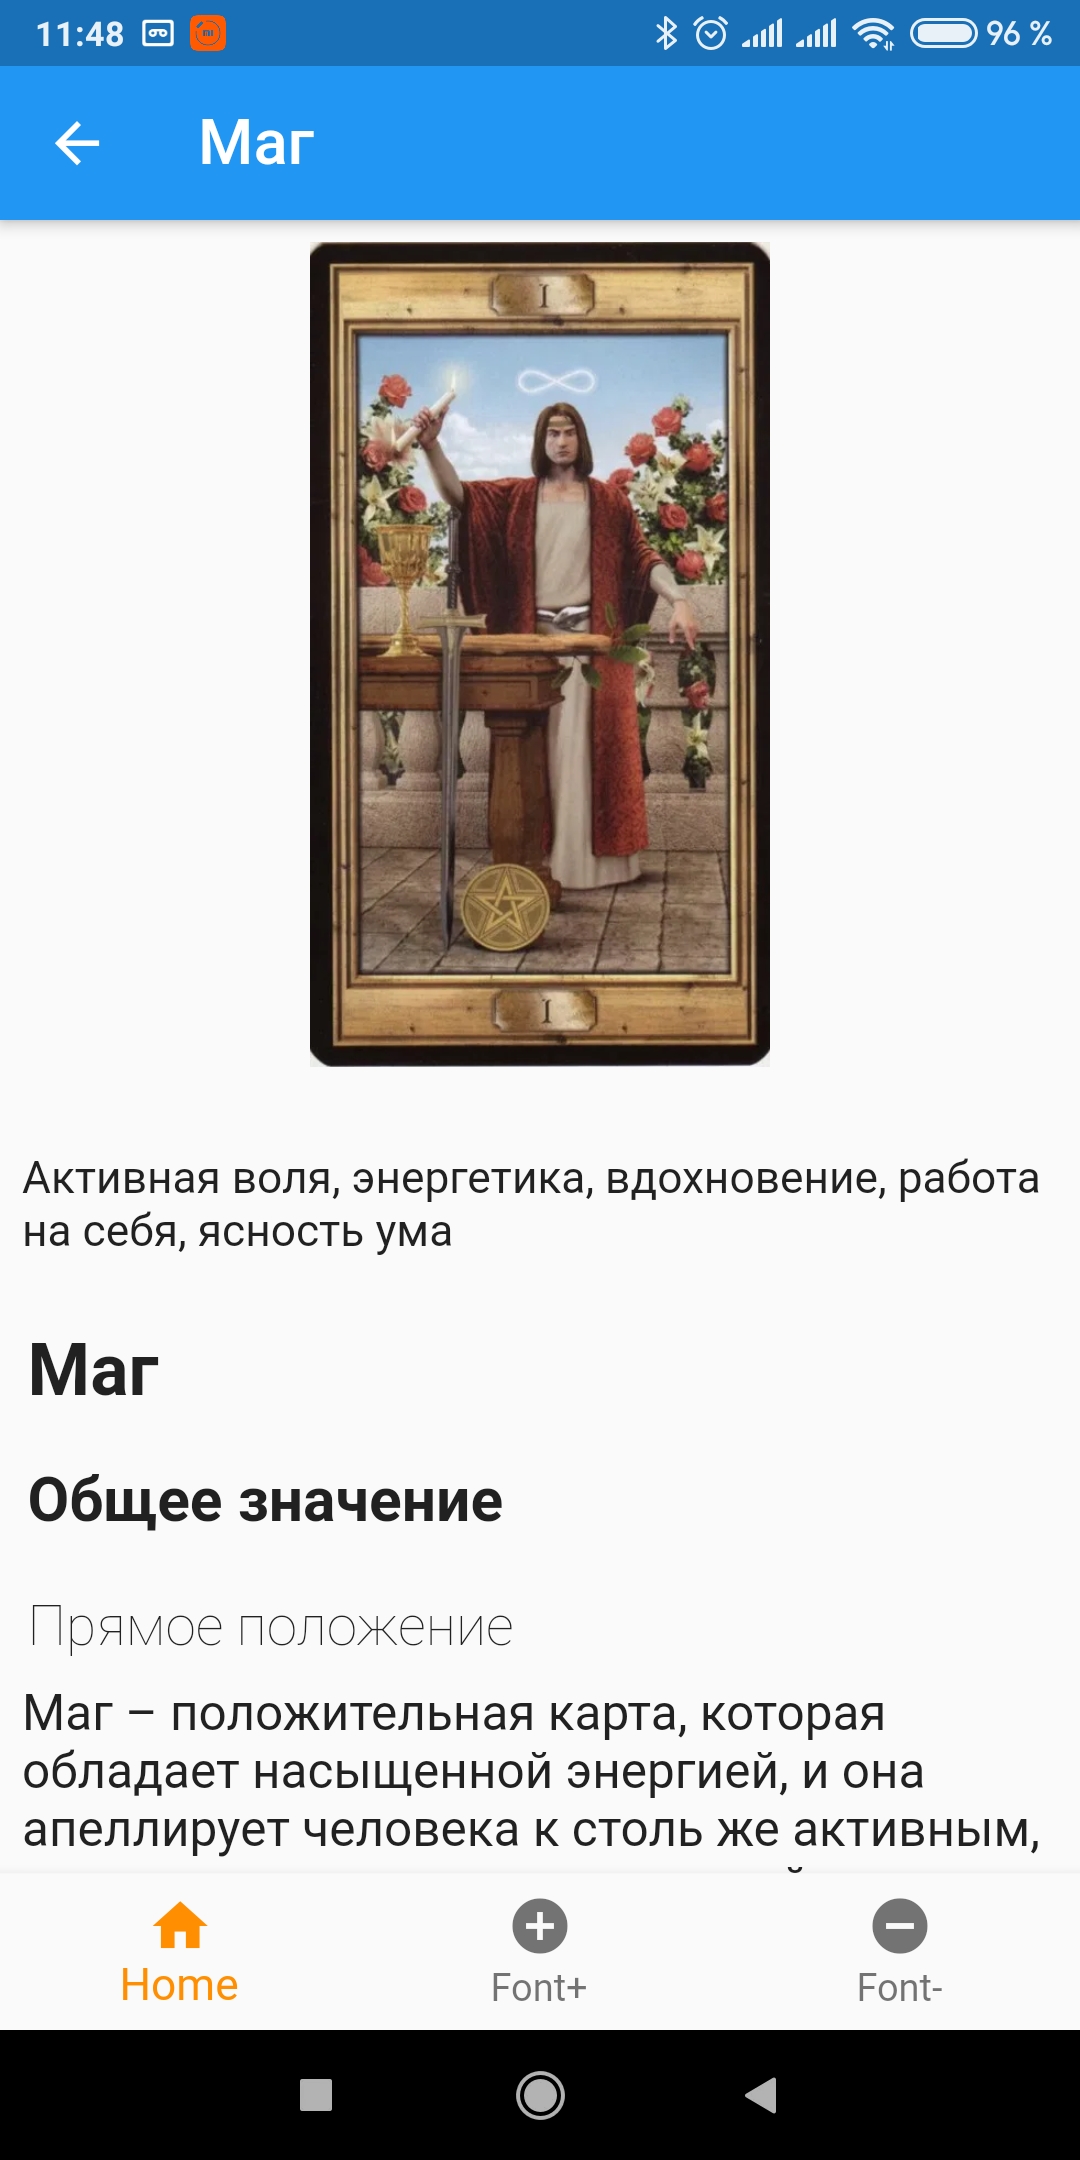 11:48
96 %
Маг
I
I
Активная воля, энергетика, вдохновение, работа
на себя, ясность ума
Маг
Общее значение
Прямое положение
Маг – положительная карта, которая
обладает насыщенной энергией, и она
апеллирует человека к столь же активным,
Home
Font+
Font-